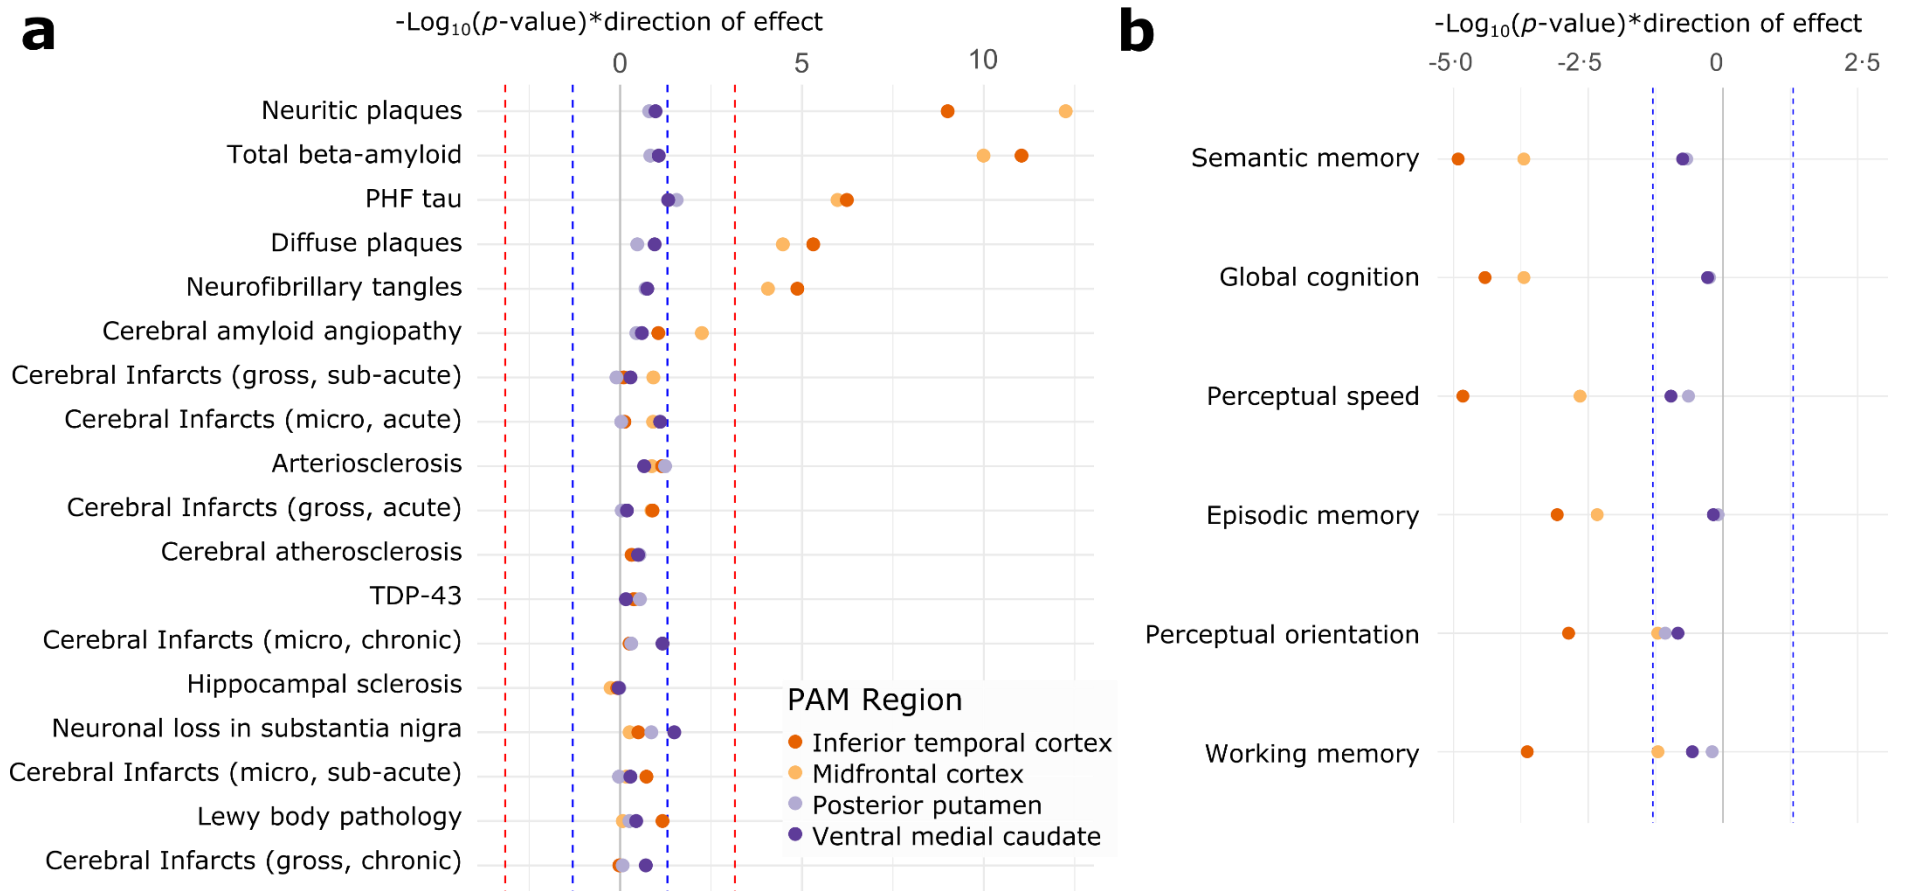 a
-Log10(p-value)*direction of effect
0 5 10
Neuritic plaques
Total beta-amyloid
PHF tau
Diffuse plaques
Neurofibrillary tangles
Cerebral amyloid angiopathy
Cerebral Infarcts (gross, sub-acute)
Cerebral Infarcts (micro, acute)
Arteriosclerosis
Cerebral Infarcts (gross, acute)
Cerebral atherosclerosis
TDP-43
Cerebral Infarcts (micro, chronic)
Hippocampal sclerosis
Neuronal loss in substantia nigra
Cerebral Infarcts (micro, sub-acute)
Lewy body pathology
Cerebral Infarcts (gross, chronic)
PAM Region
Inferior temporal cortex
Midfrontal cortex
Posterior putamen
Ventral medial caudate
b
-Log10(p-value)*direction of effect
-5·0 -2·5 0 2·5
Semantic memory
Global cognition
Perceptual speed
Episodic memory
Perceptual orientation
Working memory